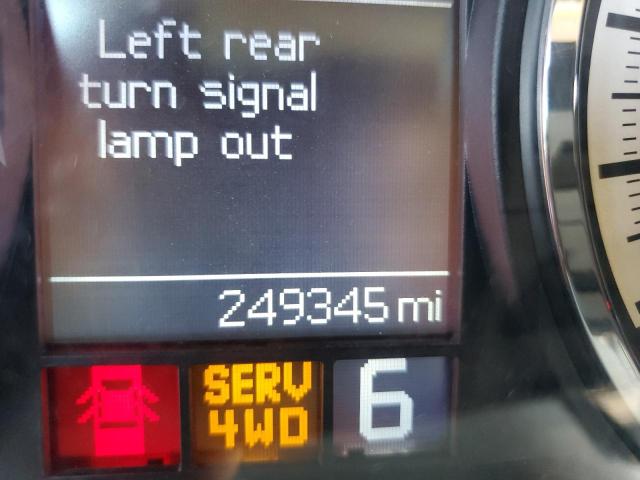 Left rear
turn signal
lamp out
249345 mi
SERV
4WD
6